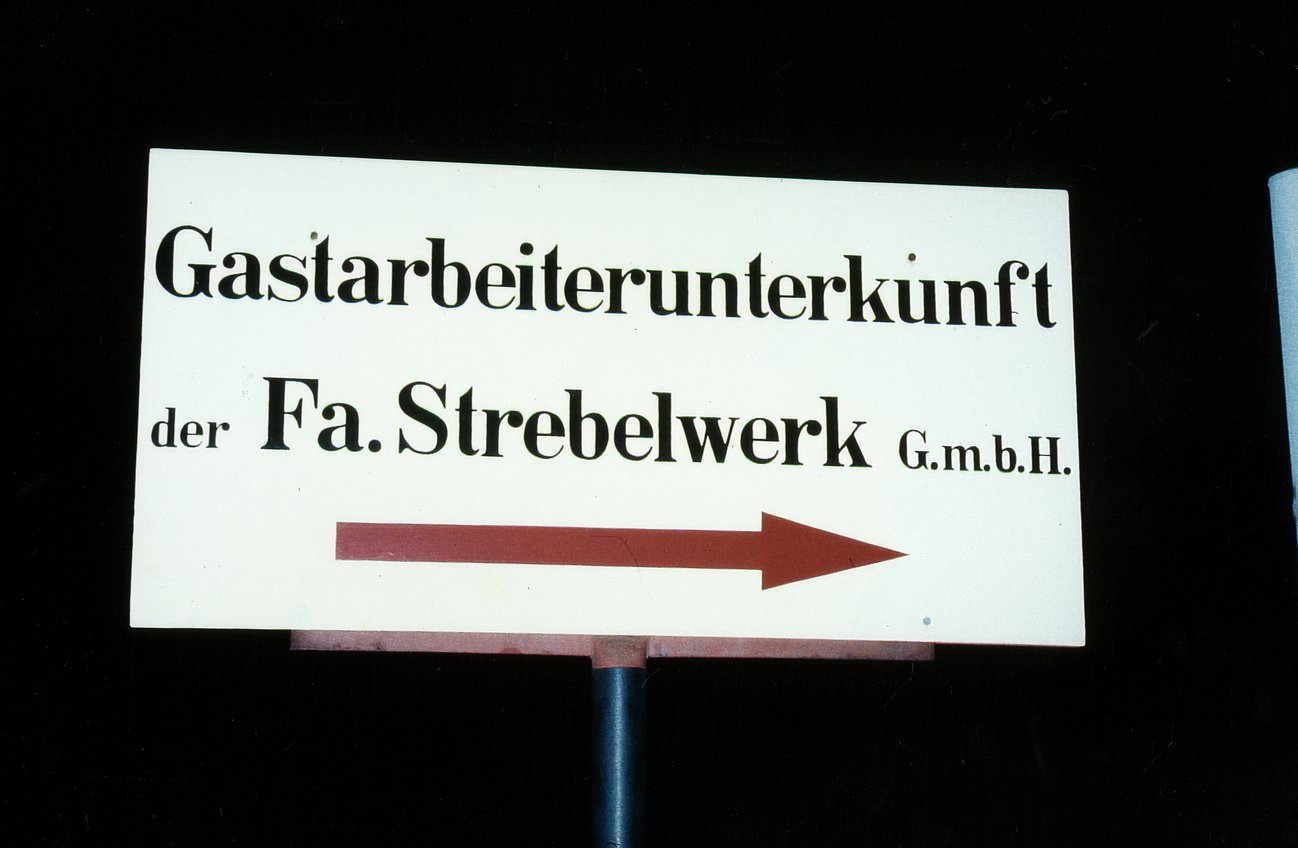 Gastarbeiterunterkunft
der Fa. Strebelwerk G.m.b.H.